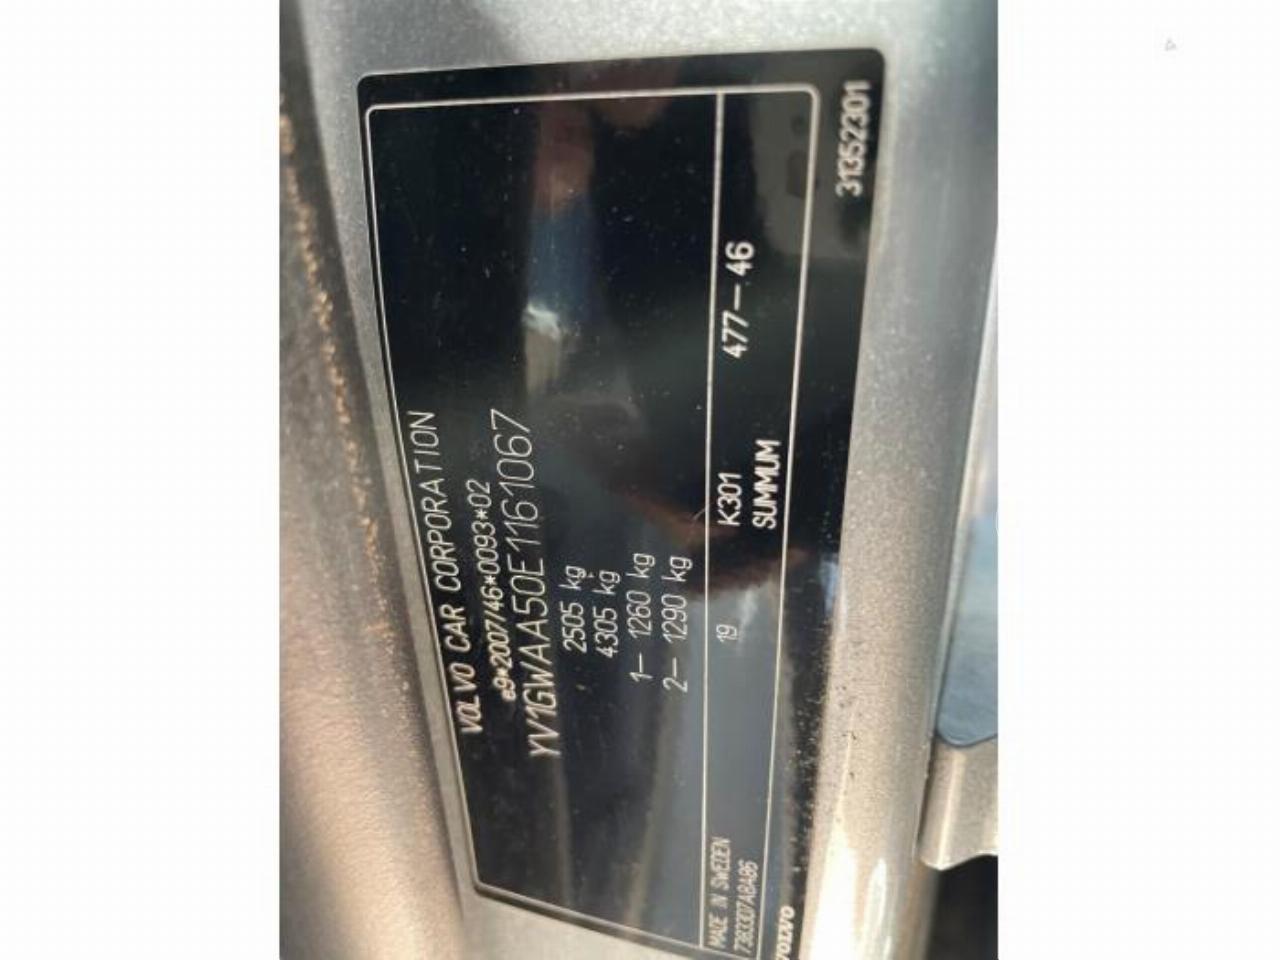 VOLVO CAR CORPORATION
e9*2007/46*0093*02
YV1GWAA50E1161067
2505 kg
4305 kg
1— 1260 kg
2— 1290 kg
MADE IN SWEDEN 19 K301 477—46
SUMMUM
VOLVO
31352301